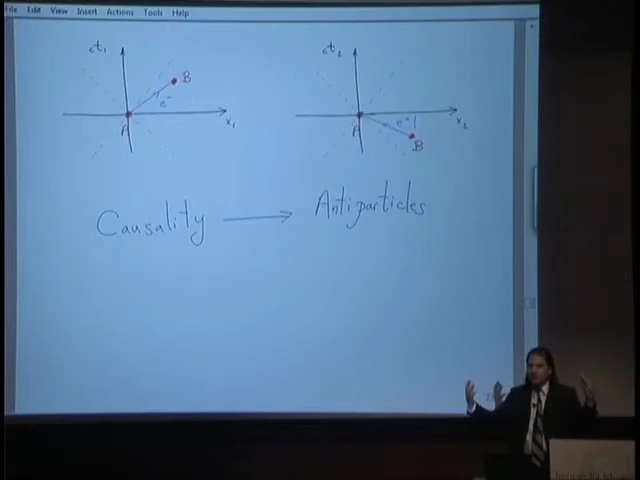 File Edit View Insert Actions Tools Help
ct₁ ct₂
B
e⁻
A x₁
A x₂
B
Causality → Antiparticles